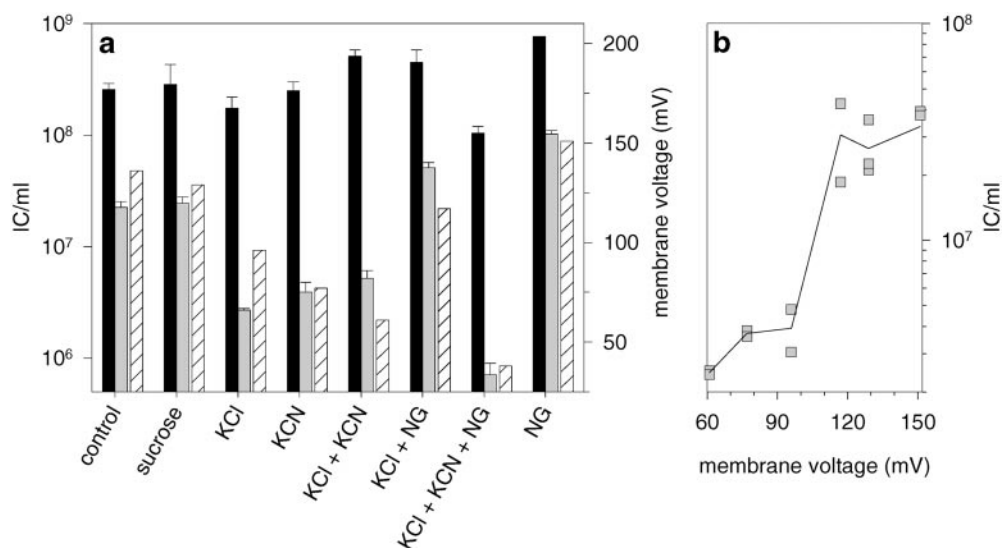 a
10⁹
10⁸
10⁷
10⁶
IC/ml
200
150
100
50
membrane voltage (mV)
control
sucrose
KCl
KCN
KCl + KCN
KCl + NG
KCl + KCN + NG
NG
b
10⁸
10⁷
IC/ml
60 90 120 150
membrane voltage (mV)